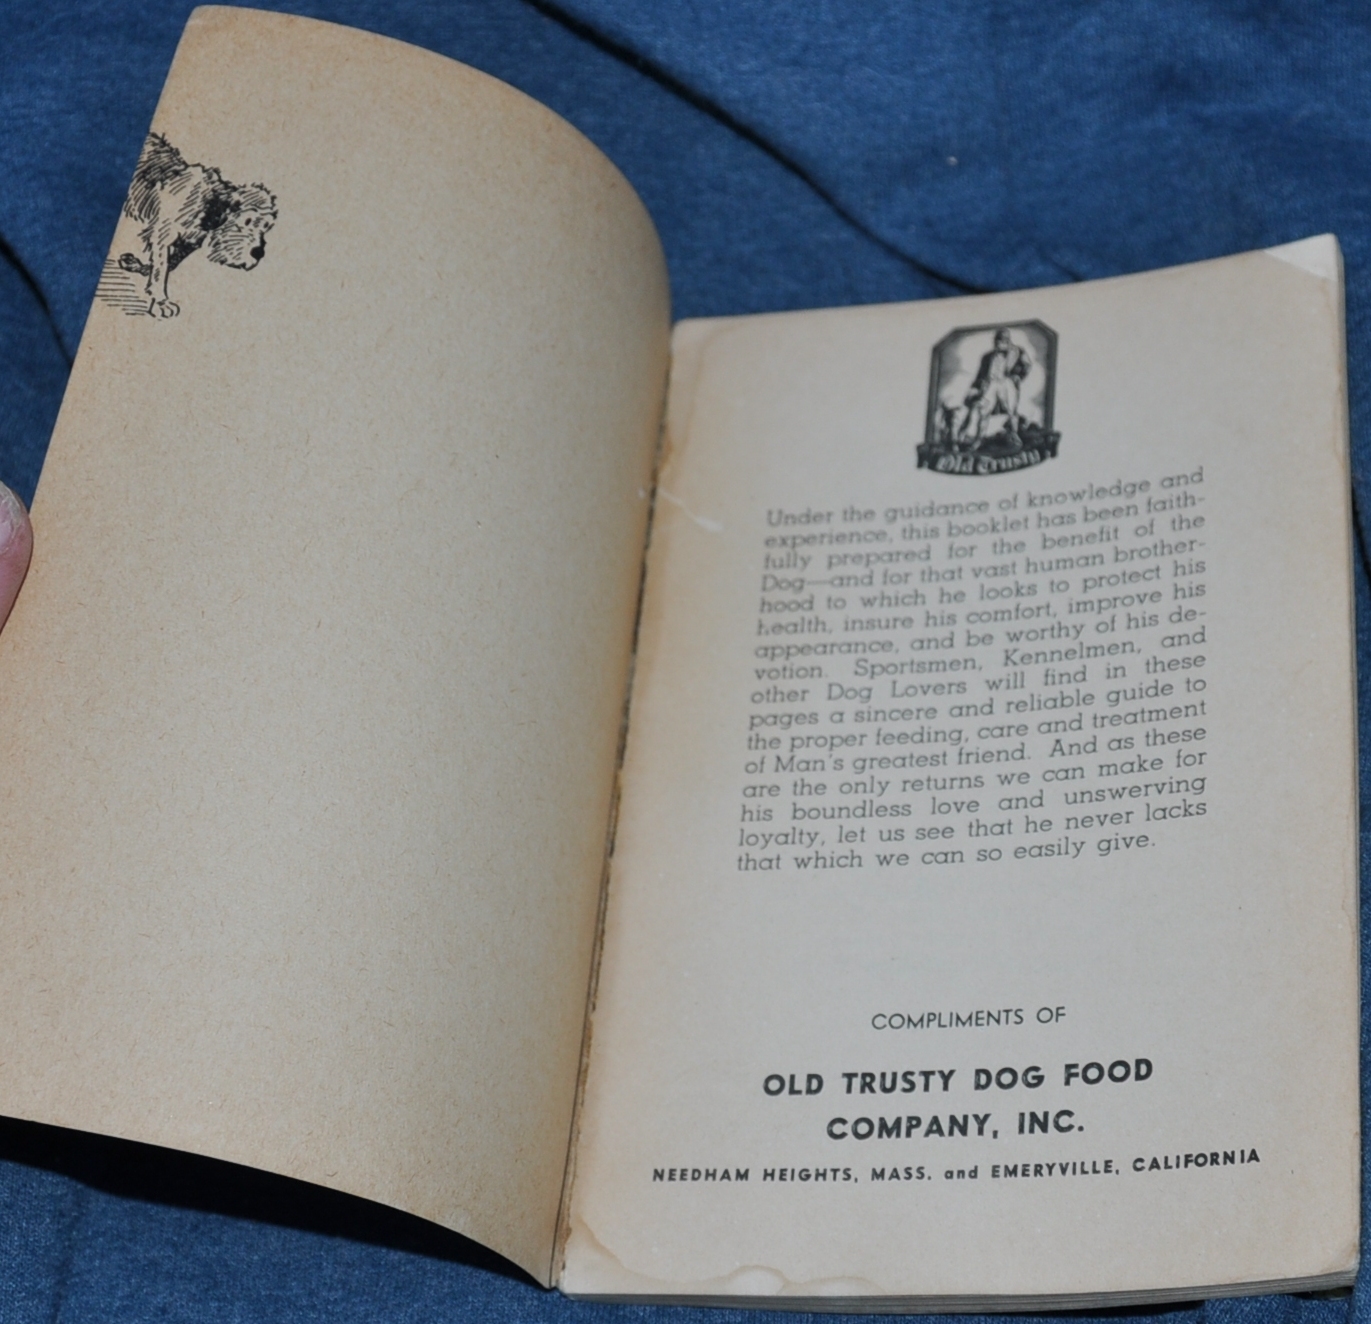 Old Trusty
Under the guidance of knowledge and
experience, this booklet has been faith-
fully prepared for the benefit of the
Dog—and for that vast human brother-
hood to which he looks to protect his
health, insure his comfort, improve his
appearance, and be worthy of his de-
votion. Sportsmen, Kennelmen, and
other Dog Lovers will find in these
pages a sincere and reliable guide to
the proper feeding, care and treatment
of Man's greatest friend. And as these
are the only returns we can make for
his boundless love and unswerving
loyalty, let us see that he never lacks
that which we can so easily give.
COMPLIMENTS OF
OLD TRUSTY DOG FOOD
COMPANY, INC.
NEEDHAM HEIGHTS, MASS. and EMERYVILLE, CALIFORNIA